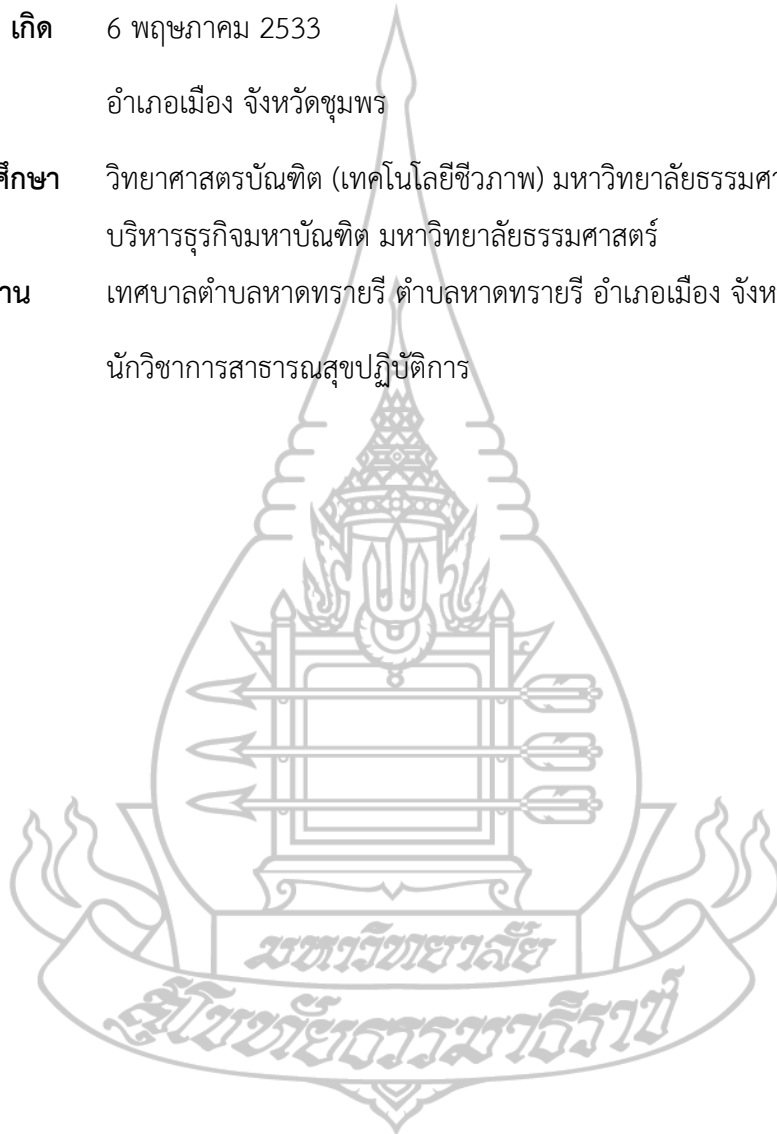 เกิด 6 พฤษภาคม 2533
อำเภอเมือง จังหวัดชุมพร
ศึกษา วิทยาศาสตรบัณฑิต (เทคโนโลยีชีวภาพ) มหาวิทยาลัยธรรมศา
บริหารธุรกิจมหาบัณฑิต มหาวิทยาลัยธรรมศาสตร์
าน เทศบาลตำบลหาดทรายรี ตำบลหาดทรายรี อำเภอเมือง จังห
นักวิชาการสาธารณสุขปฏิบัติการ
มหาวิทยาลัย
สุโขทัยธรรมาธิราช